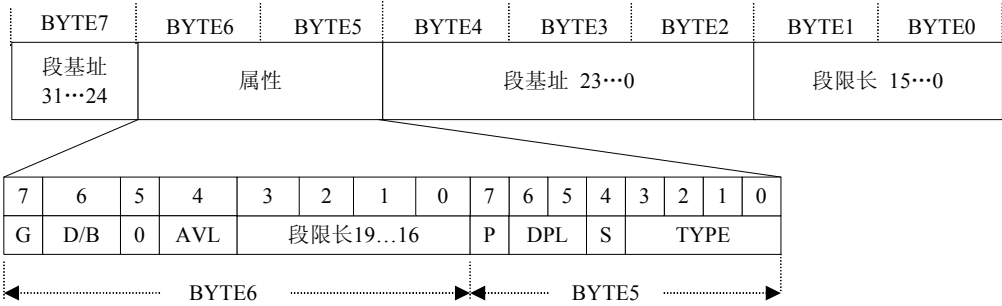 BYTE7 BYTE6 BYTE5 BYTE4 BYTE3 BYTE2 BYTE1 BYTE0
段基址 31…24 属性 段基址 23…0 段限长 15…0
7 6 5 4 3 2 1 0 7 6 5 4 3 2 1 0
G D/B 0 AVL 段限长19…16 P DPL S TYPE
BYTE6 BYTE5